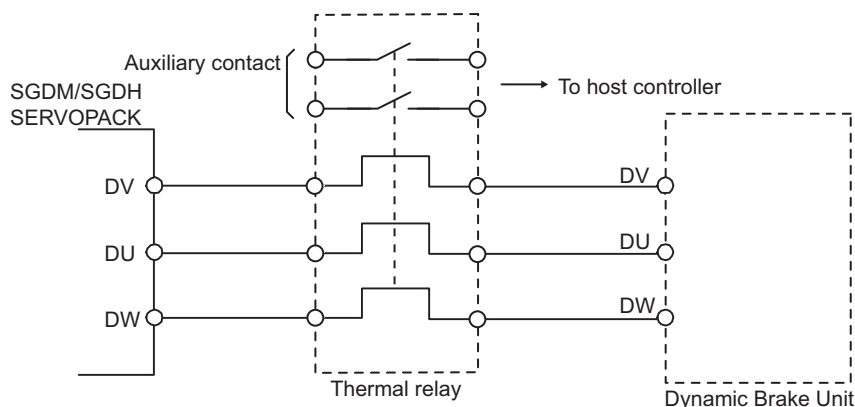 Auxiliary contact
To host controller
SGDM/SGDH
SERVOPACK
DV
DV
DU
DU
DW
DW
Thermal relay
Dynamic Brake Unit